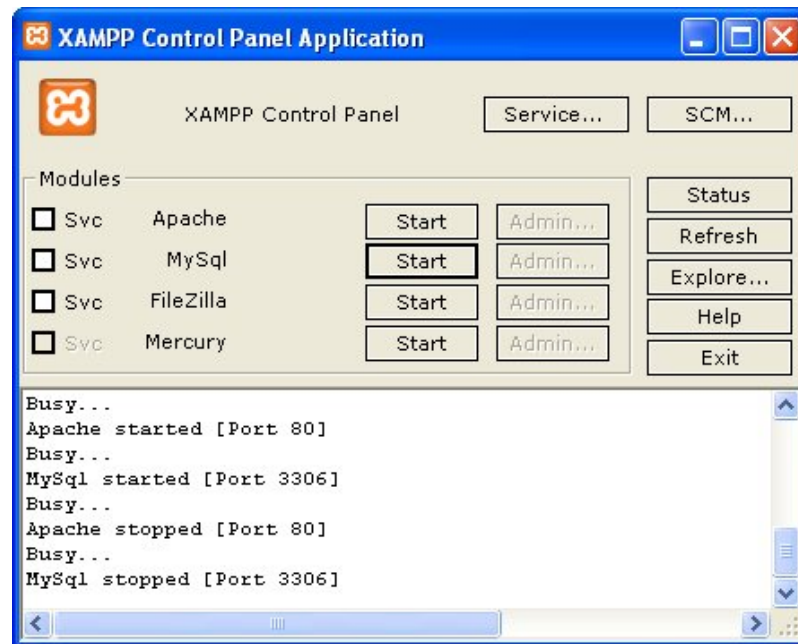 XAMPP Control Panel Application
XAMPP Control Panel Service... SCM...
Modules
Svc Apache Start Admin...
Svc MySql Start Admin...
Svc FileZilla Start Admin...
Svc Mercury Start Admin...
Status
Refresh
Explore...
Help
Exit
Busy...
Apache started [Port 80]
Busy...
MySql started [Port 3306]
Busy...
Apache stopped [Port 80]
Busy...
MySql stopped [Port 3306]